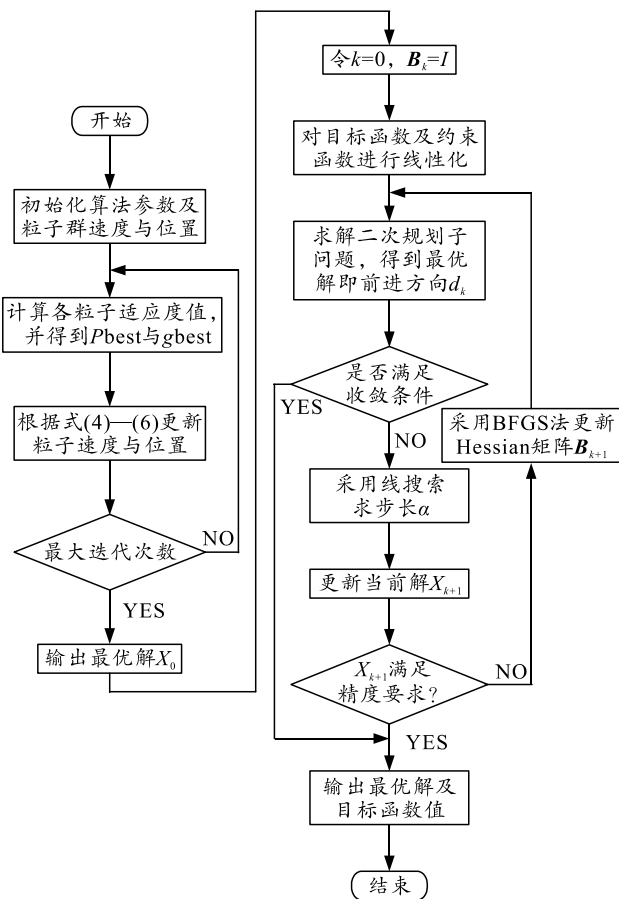 开始
初始化算法参数及
粒子群速度与位置
计算各粒子适应度值,
并得到Pbest与gbest
根据式(4)—(6)更新
粒子速度与位置
最大迭代次数
NO
YES
输出最优解X₀
令k=0, Bₖ=I
对目标函数及约束
函数进行线性化
求解二次规划子
问题,得到最优
解即前进方向dₖ
是否满足
收敛条件
YES
NO
采用线搜索
求步长α
更新当前解Xₖ₊₁
Xₖ₊₁满足
精度要求?
NO
采用BFGS法更新
Hessian矩阵Bₖ₊₁
YES
输出最优解及
目标函数值
结束